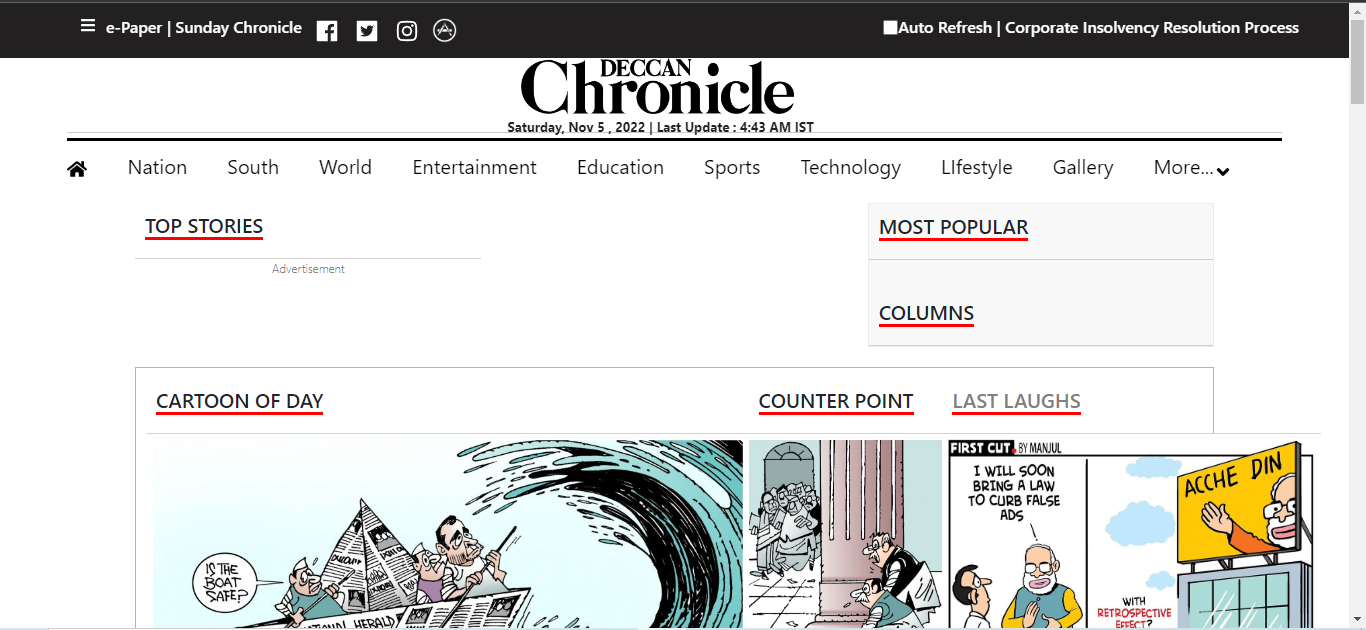 e-Paper | Sunday Chronicle
Auto Refresh | Corporate Insolvency Resolution Process
DECCAN
Chronicle
Saturday, Nov 5 , 2022 | Last Update : 4:43 AM IST
Nation South World Entertainment Education Sports Technology LIfestyle Gallery More...
TOP STORIES
Advertisement
MOST POPULAR
COLUMNS
CARTOON OF DAY
COUNTER POINT
LAST LAUGHS
IS THE
BOAT
SAFE?
NATIONAL HERALD
FIRST CUT. BY MANJUL
I WILL SOON
BRING A LAW
TO CURB FALSE
ADS
ACCHE DIN
WITH
RETROSPECTIVE
EFFECT?